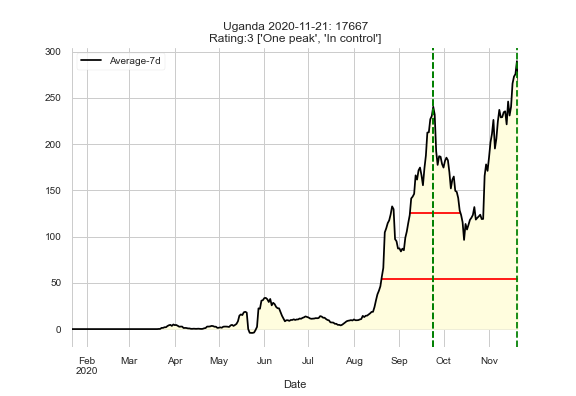 Uganda 2020-11-21: 17667
Rating:3 ['One peak', 'In control']
Average-7d
300
250
200
150
100
50
0
Feb Mar Apr May Jun Jul Aug Sep Oct Nov
2020
Date